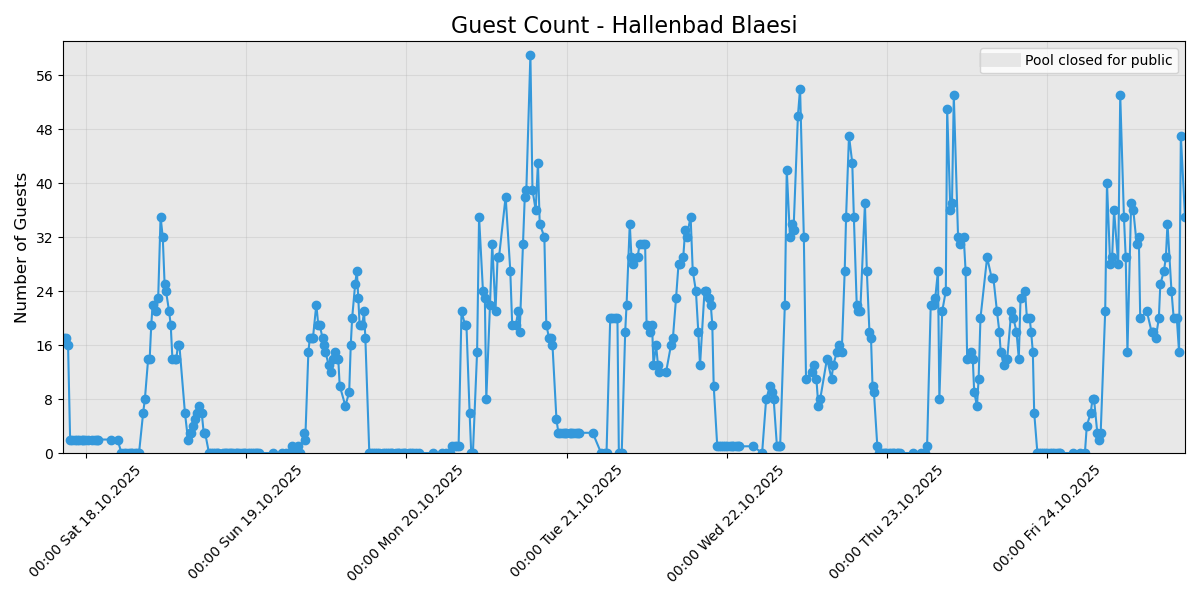 Guest Count - Hallenbad Blaesi
Pool closed for public
Number of Guests
56
48
40
32
24
16
8
0
00:00 Sat 18.10.2025
00:00 Sun 19.10.2025
00:00 Mon 20.10.2025
00:00 Tue 21.10.2025
00:00 Wed 22.10.2025
00:00 Thu 23.10.2025
00:00 Fri 24.10.2025